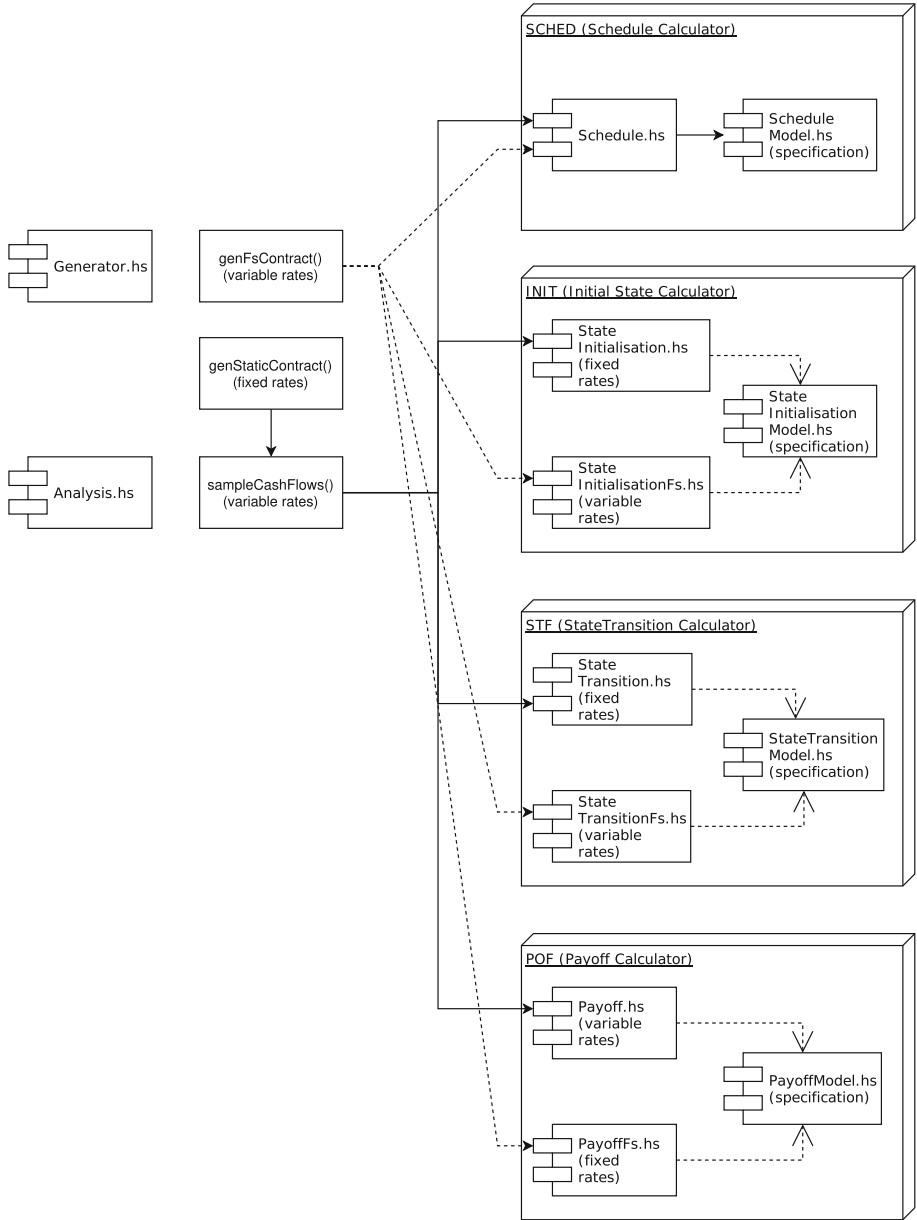 SCHED (Schedule Calculator)
Schedule.hs
Schedule
Model.hs
(specification)
Generator.hs
genFsContract()
(variable rates)
INIT (Initial State Calculator)
State
Initialisation.hs
(fixed
rates)
genStaticContract()
(fixed rates)
State
Initialisation
Model.hs
(specification)
Analysis.hs
sampleCashFlows()
(variable rates)
State
InitialisationFs.hs
(variable
rates)
STF (StateTransition Calculator)
State
Transition.hs
(fixed
rates)
StateTransition
Model.hs
(specification)
State
TransitionFs.hs
(variable
rates)
POF (Payoff Calculator)
Payoff.hs
(variable
rates)
PayoffModel.hs
(specification)
PayoffFs.hs
(fixed
rates)